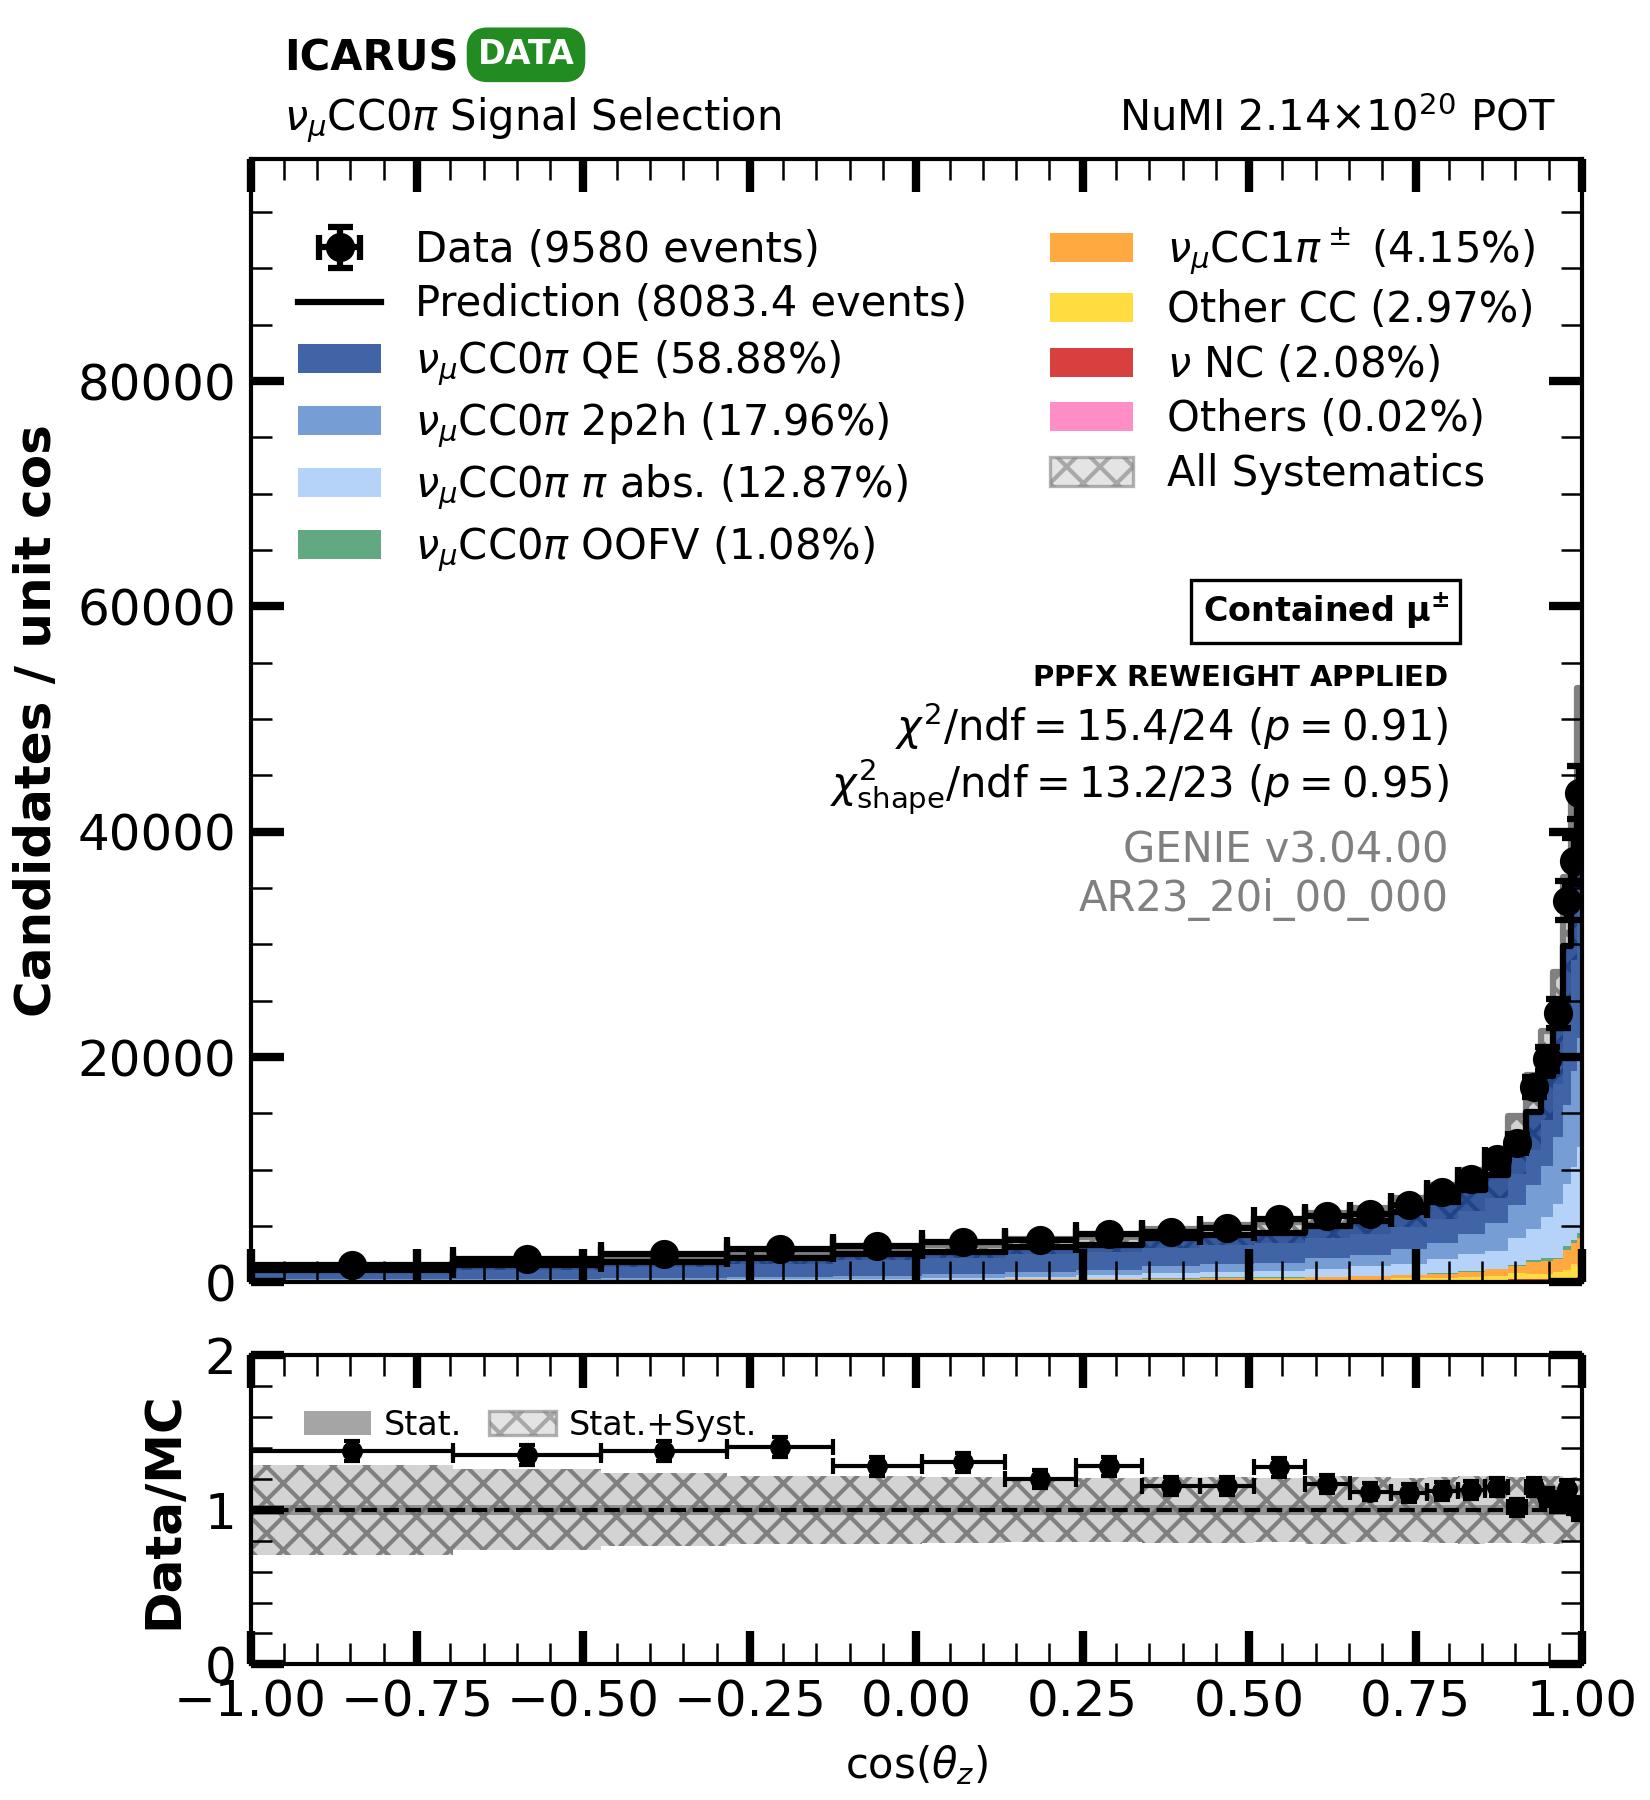 ICARUS DATA
νμCC0π Signal Selection
NuMI 2.14×10²⁰ POT
Data (9580 events)
Prediction (8083.4 events)
νμCC0π QE (58.88%)
νμCC0π 2p2h (17.96%)
νμCC0π π abs. (12.87%)
νμCC0π OOFV (1.08%)
νμCC1π± (4.15%)
Other CC (2.97%)
ν NC (2.08%)
Others (0.02%)
All Systematics
Contained μ±
PPFX REWEIGHT APPLIED
χ²/ndf = 15.4/24 (p = 0.91)
χ²shape/ndf = 13.2/23 (p = 0.95)
GENIE v3.04.00
AR23_20i_00_000
Candidates / unit cos
80000
60000
40000
20000
0
Data/MC
2
1
0
Stat.
Stat.+Syst.
−1.00 −0.75 −0.50 −0.25 0.00 0.25 0.50 0.75 1.00
cos(θz)